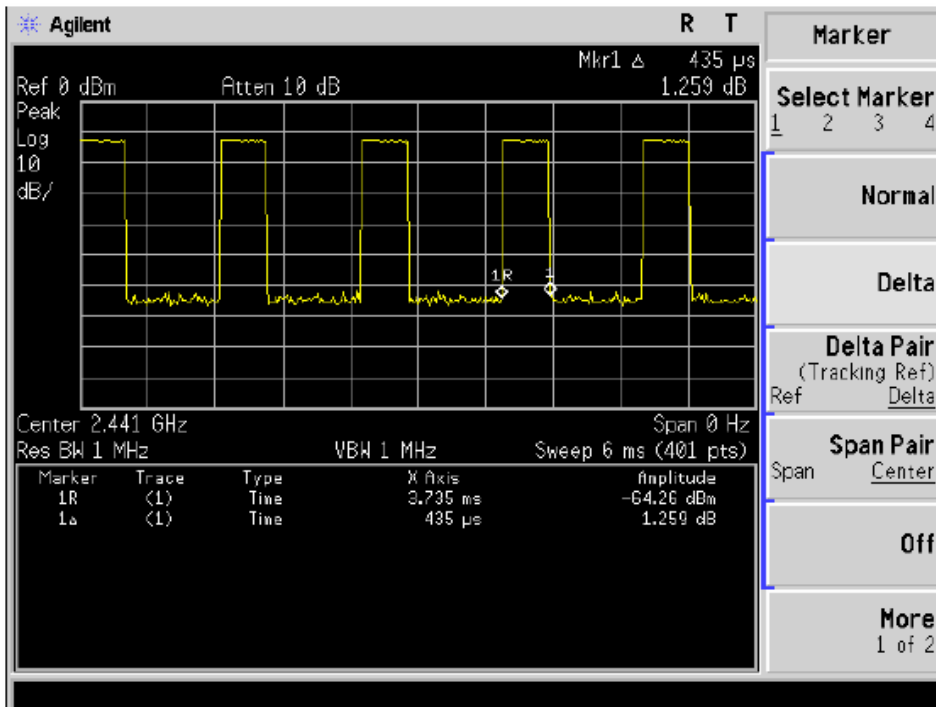 Agilent R T
Mkr1 Δ 435 µs
Ref 0 dBm Atten 10 dB 1.259 dB
Peak
Log
10
dB/
1R
1
Center 2.441 GHz Span 0 Hz
Res BW 1 MHz VBW 1 MHz Sweep 6 ms (401 pts)
Marker Trace Type X Axis Amplitude
1R (1) Time 3.735 ms -64.26 dBm
1Δ (1) Time 435 µs 1.259 dB
Marker
Select Marker
1 2 3 4
Normal
Delta
Delta Pair
(Tracking Ref)
Ref Delta
Span Pair
Span Center
Off
More
1 of 2